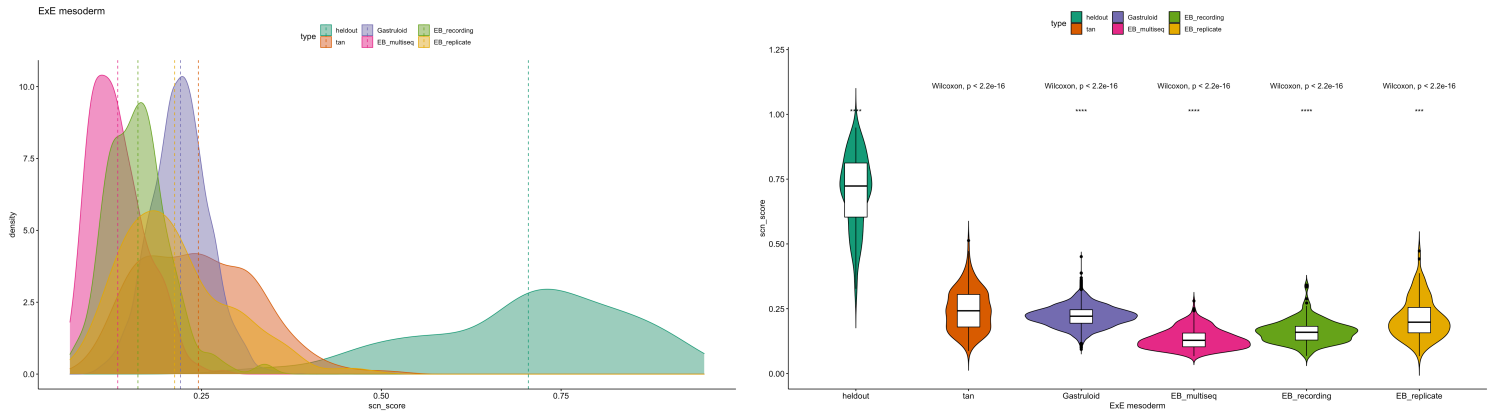 ExE mesoderm
type
heldout
Gastruloid
EB_recording
tan
EB_multiseq
EB_replicate
10.0
7.5
5.0
2.5
0.0
density
0.25
0.50
0.75
scn_score
type
heldout
Gastruloid
EB_recording
tan
EB_multiseq
EB_replicate
1.25
1.00
0.75
0.50
0.25
0.00
scn_score
Wilcoxon, p < 2.2e-16
Wilcoxon, p < 2.2e-16
Wilcoxon, p < 2.2e-16
Wilcoxon, p < 2.2e-16
Wilcoxon, p < 2.2e-16
****
****
****
****
***
heldout
tan
Gastruloid
EB_multiseq
EB_recording
EB_replicate
ExE mesoderm